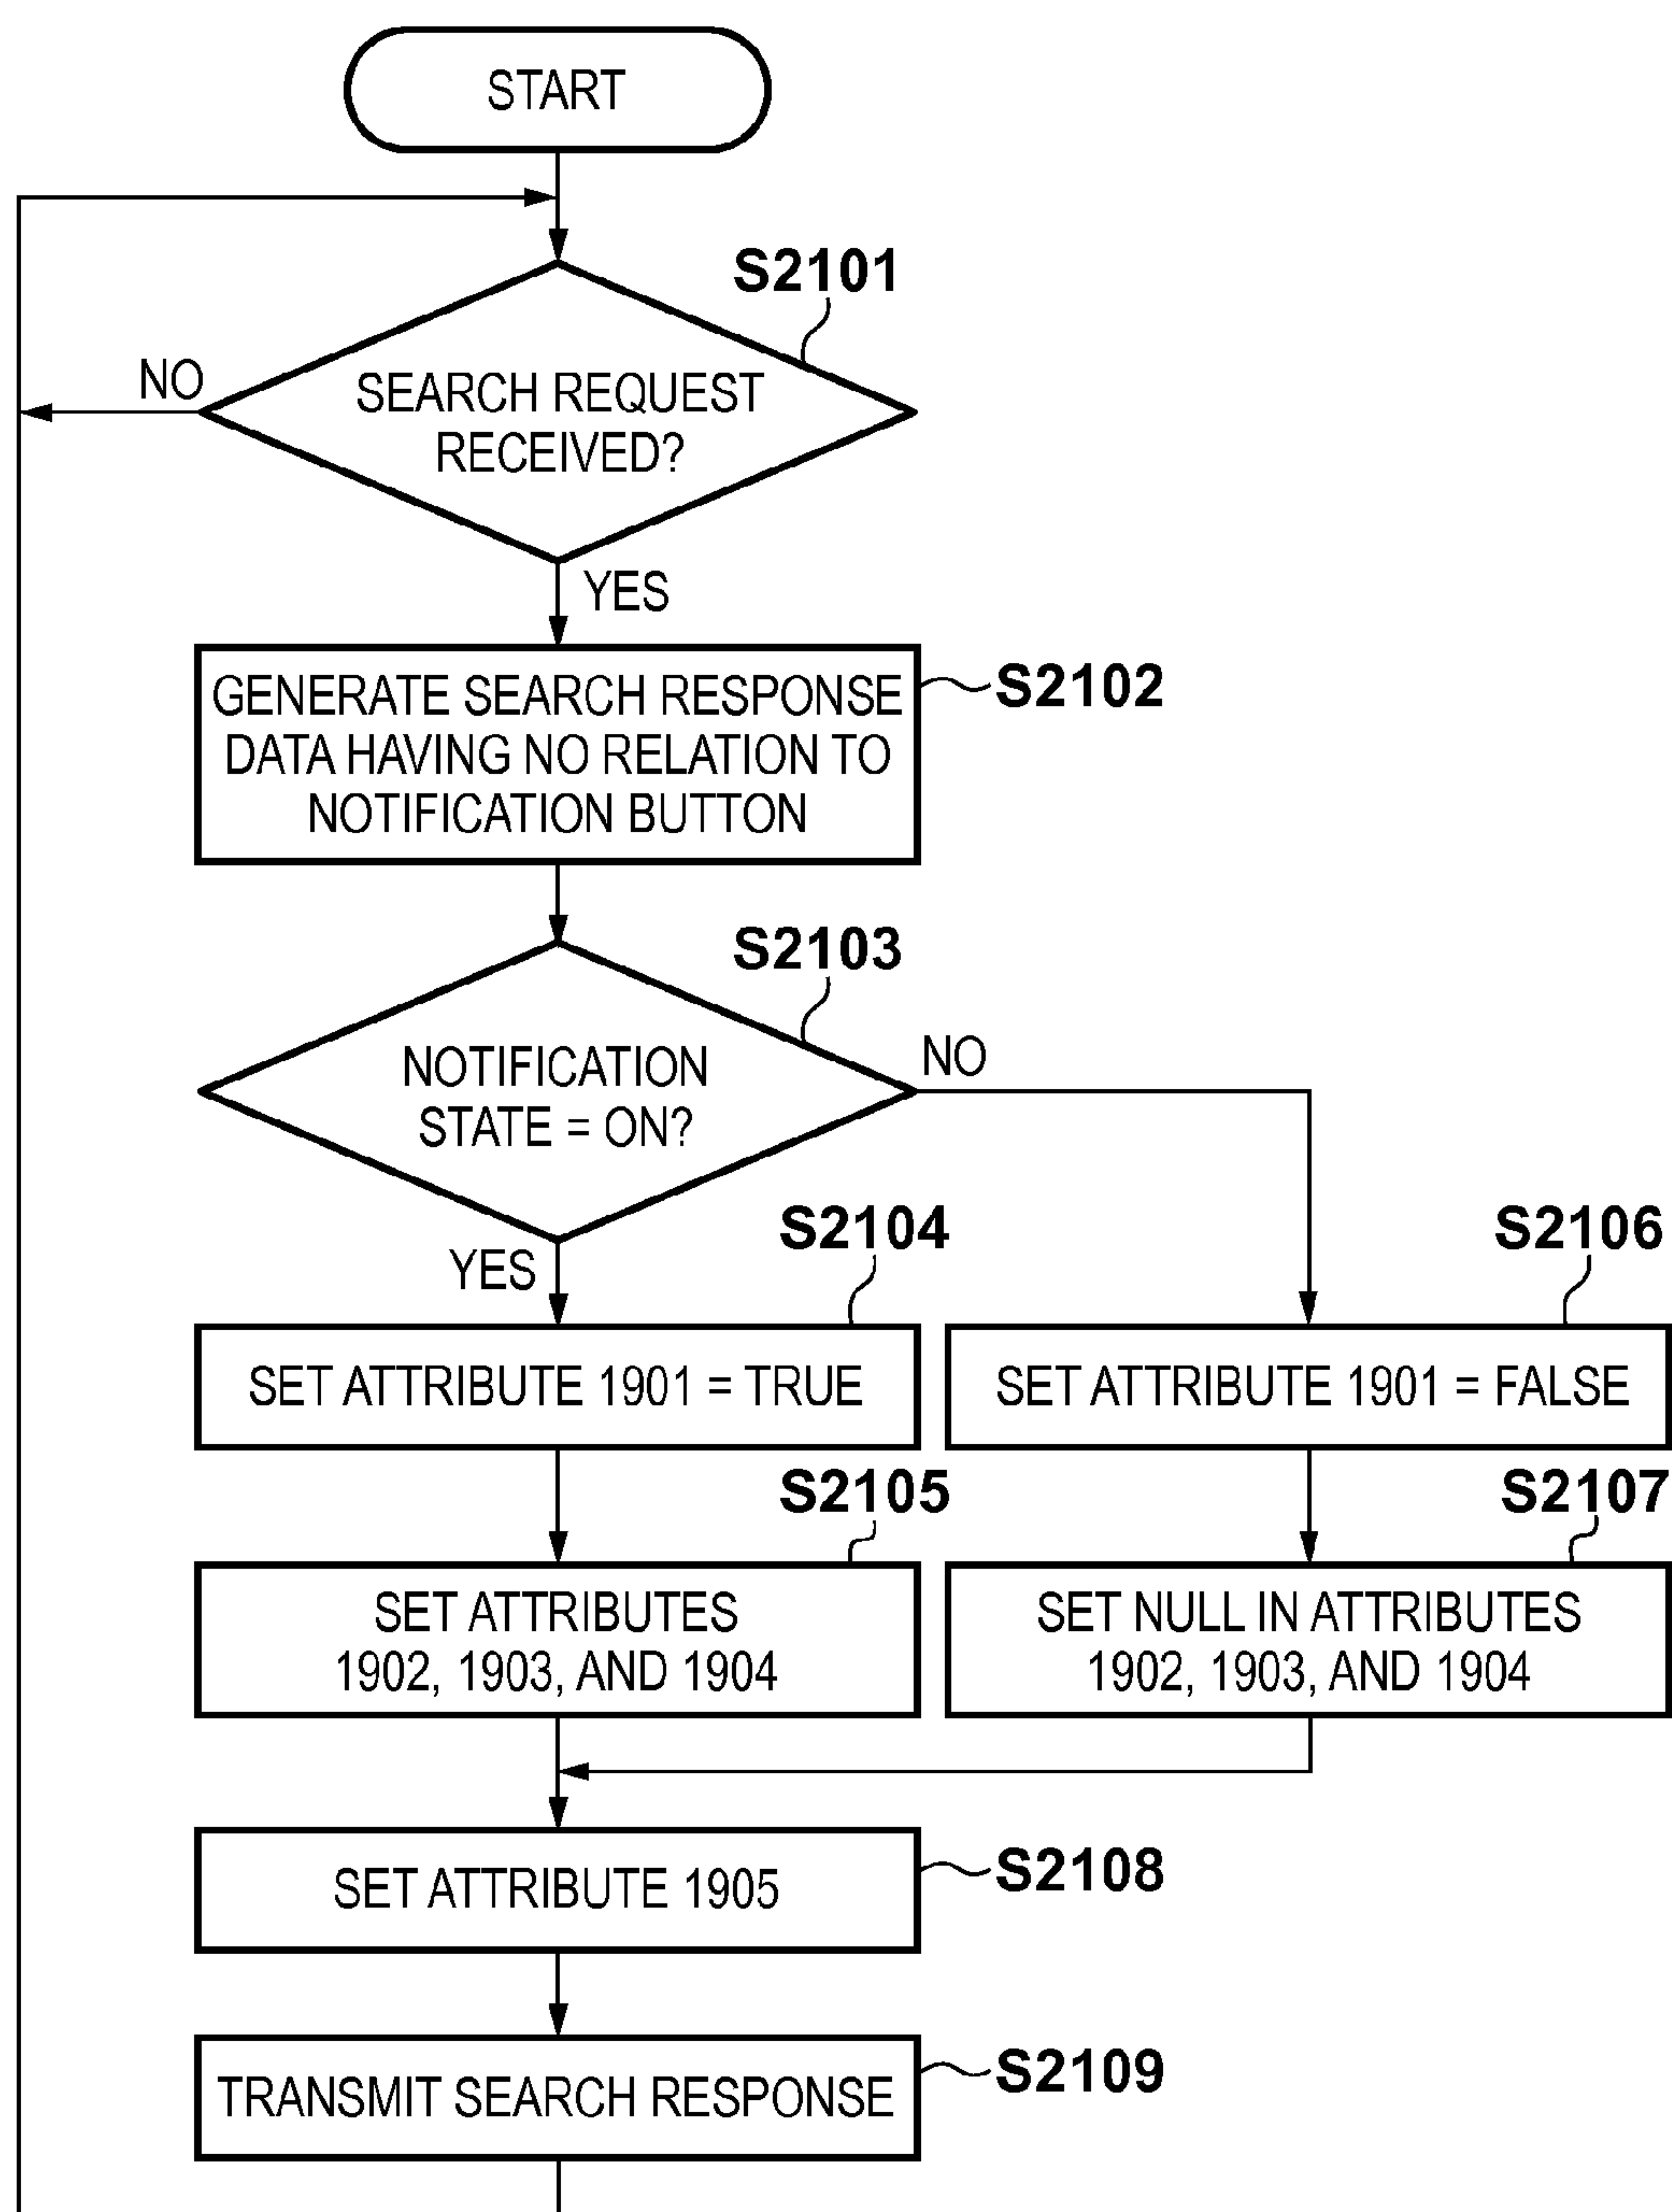 START
S2101
NO
SEARCH REQUEST
RECEIVED?
YES
GENERATE SEARCH RESPONSE
DATA HAVING NO RELATION TO
NOTIFICATION BUTTON
S2102
S2103
NOTIFICATION
STATE = ON?
NO
YES
S2104
S2106
SET ATTRIBUTE 1901 = TRUE
SET ATTRIBUTE 1901 = FALSE
S2105
S2107
SET ATTRIBUTES
1902, 1903, AND 1904
SET NULL IN ATTRIBUTES
1902, 1903, AND 1904
SET ATTRIBUTE 1905
S2108
TRANSMIT SEARCH RESPONSE
S2109